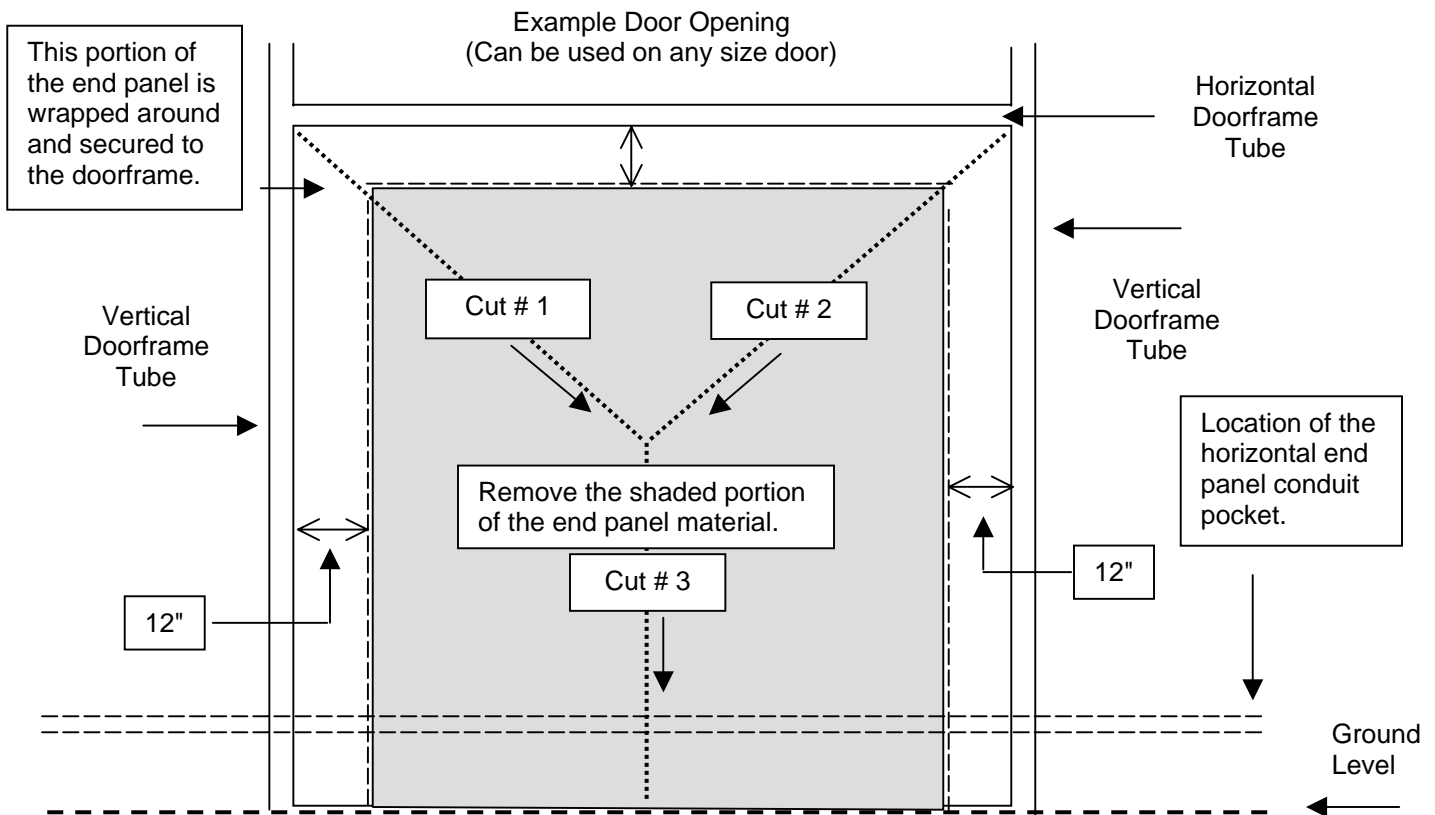 Example Door Opening
(Can be used on any size door)
This portion of
the end panel is
wrapped around
and secured to
the doorframe.
Horizontal
Doorframe
Tube
Cut # 1
Cut # 2
Vertical
Doorframe
Tube
Vertical
Doorframe
Tube
Location of the
horizontal end
panel conduit
pocket.
Remove the shaded portion
of the end panel material.
Cut # 3
12"
12"
Ground
Level